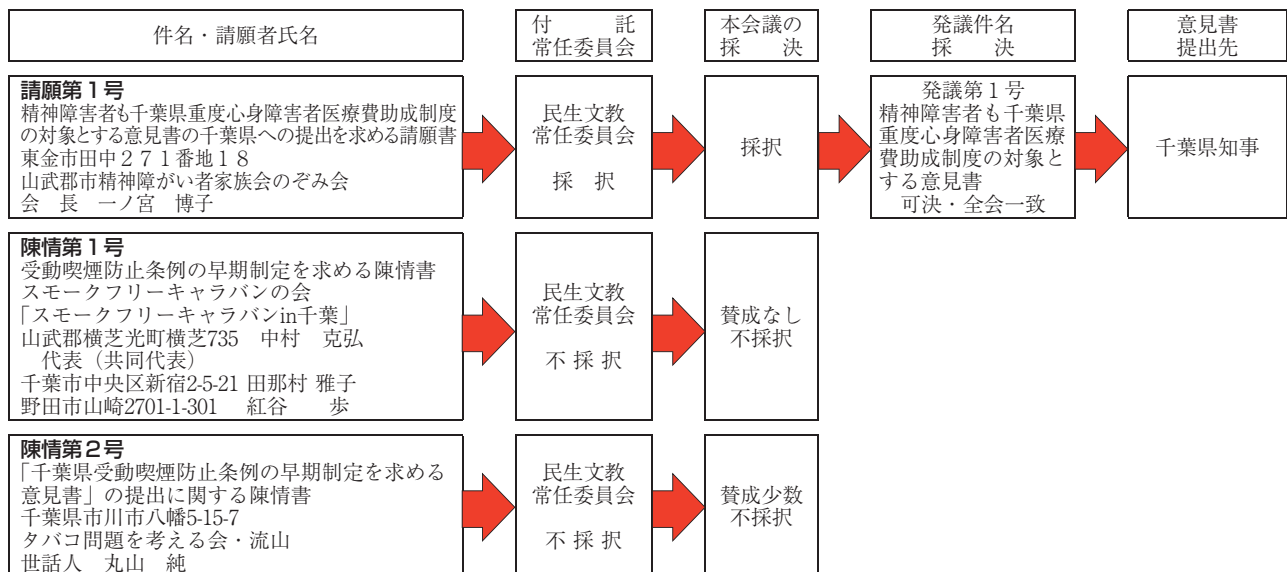 件名・請願者氏名
付　託
常任委員会
本会議の
採　決
発議件名
採　決
意見書
提出先
請願第１号
精神障害者も千葉県重度心身障害者医療費助成制度
の対象とする意見書の千葉県への提出を求める請願書
東金市田中２７１番地１８
山武郡市精神障がい者家族会のぞみ会
会　長　一ノ宮　博子
民生文教
常任委員会
採　択
採択
発議第１号
精神障害者も千葉県
重度心身障害者医療
費助成制度の対象と
する意見書
可決・全会一致
千葉県知事
陳情第１号
受動喫煙防止条例の早期制定を求める陳情書
スモークフリーキャラバンの会
「スモークフリーキャラバンin千葉」
山武郡横芝光町横芝735　中村　克弘
代表（共同代表）
千葉市中央区新宿2-5-21 田那村 雅子
野田市山崎2701-1-301　紅谷　　歩
民生文教
常任委員会
不 採 択
賛成なし
不採択
陳情第２号
「千葉県受動喫煙防止条例の早期制定を求める
意見書」の提出に関する陳情書
千葉県市川市八幡5-15-7
タバコ問題を考える会・流山
世話人　丸山　純
民生文教
常任委員会
不 採 択
賛成少数
不採択